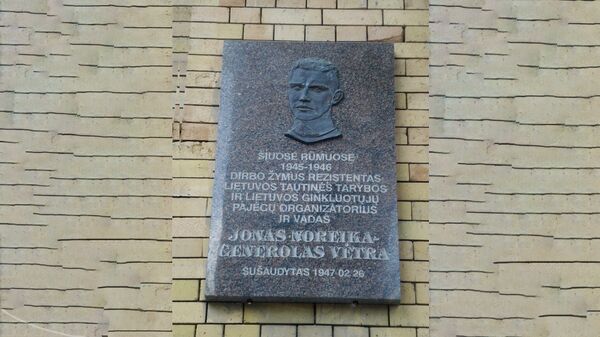 ŠIUOSE RŪMUOSE
1945-1946
DIRBO ŽYMUS REZISTENTAS
LIETUVOS TAUTINĖS TARYBOS
IR LIETUVOS GINKLUOTŲJŲ
PAJĖGŲ ORGANIZATORIUS
IR VADAS
JONAS NOREIKA-
GENEROLAS VĖTRA
SUŠAUDYTAS 1947 02 26